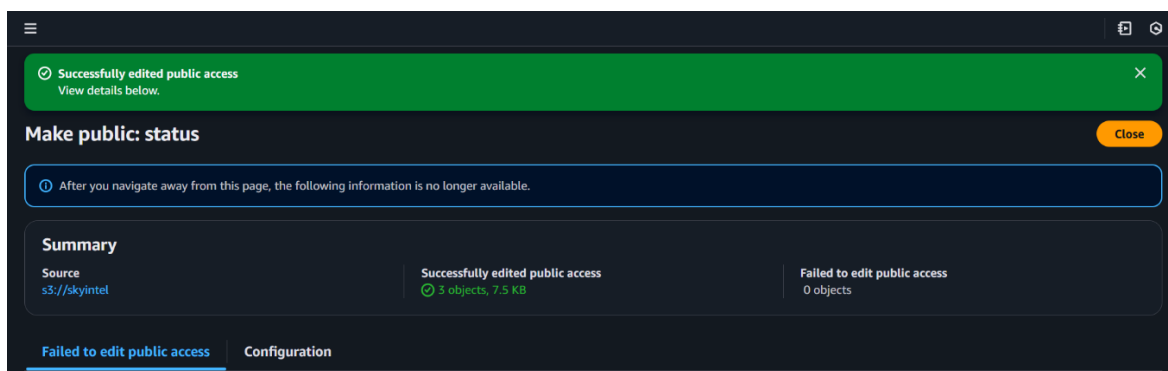 Successfully edited public access
View details below.
Make public: status
Close
After you navigate away from this page, the following information is no longer available.
Summary
Source
s3://skyintel
Successfully edited public access
3 objects, 7.5 KB
Failed to edit public access
0 objects
Failed to edit public access
Configuration